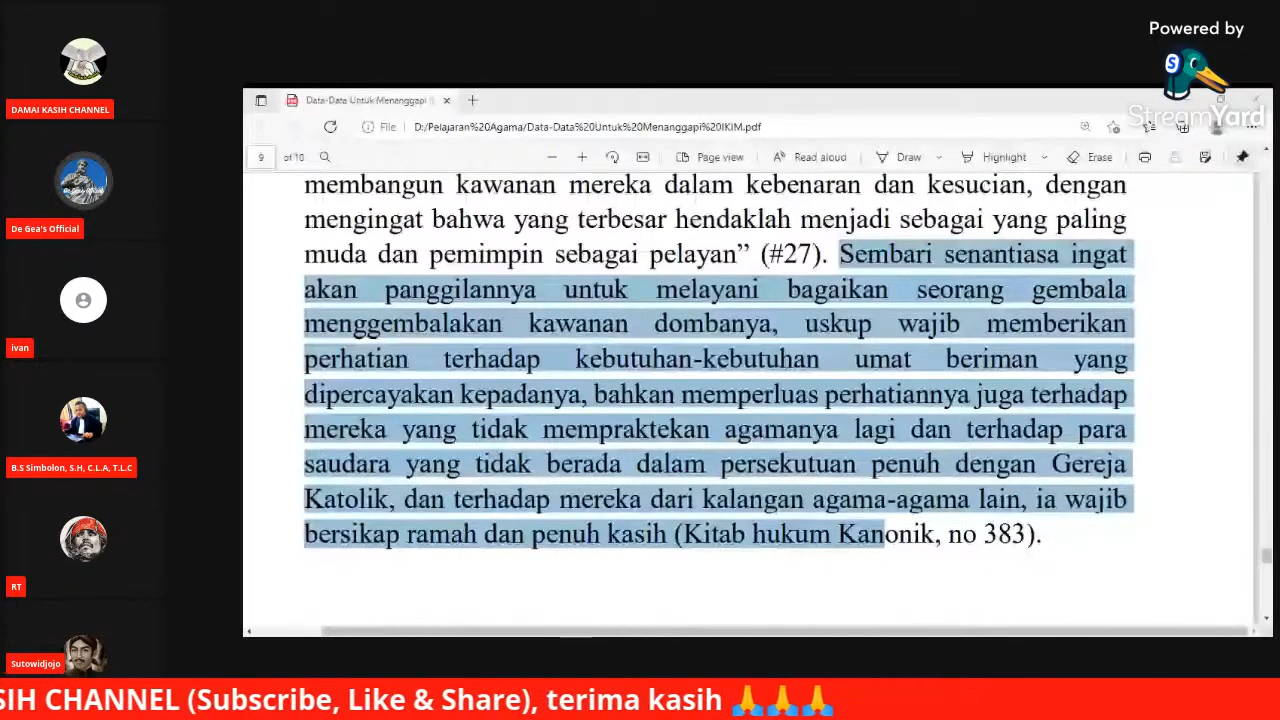 Powered by
StreamYard
DAMAI KASIH CHANNEL
De Gea's Official
ivan
B.S Simbolon, S.H, C.L.A, T.L.C
RT
Sutowidjojo
Data-Data Untuk Menanggapi
File D:/Pelajaran%20Agama/Data-Data%20Untuk%20Menanggapi%20IKIM.pdf
9 of 10 Page view Read aloud Draw Highlight Erase
membangun kawanan mereka dalam kebenaran dan kesucian, dengan
mengingat bahwa yang terbesar hendaklah menjadi sebagai yang paling
muda dan pemimpin sebagai pelayan” (#27). Sembari senantiasa ingat
akan panggilannya untuk melayani bagaikan seorang gembala
menggembalakan kawanan dombanya, uskup wajib memberikan
perhatian terhadap kebutuhan-kebutuhan umat beriman yang
dipercayakan kepadanya, bahkan memperluas perhatiannya juga terhadap
mereka yang tidak mempraktekan agamanya lagi dan terhadap para
saudara yang tidak berada dalam persekutuan penuh dengan Gereja
Katolik, dan terhadap mereka dari kalangan agama-agama lain, ia wajib
bersikap ramah dan penuh kasih (Kitab hukum Kanonik, no 383).
SIH CHANNEL (Subscribe, Like & Share), terima kasih 🙏🙏🙏